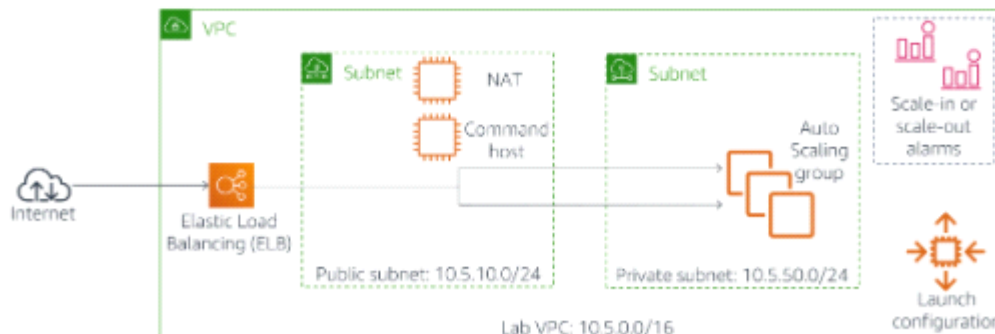 VPC
Subnet
NAT
Command
host
Public subnet: 10.5.10.0/24
Subnet
Auto
Scaling
group
Private subnet: 10.5.50.0/24
Scale-in or
scale-out
alarms
Internet
Elastic Load
Balancing (ELB)
Launch
configuration
Lab VPC: 10.5.0.0/16